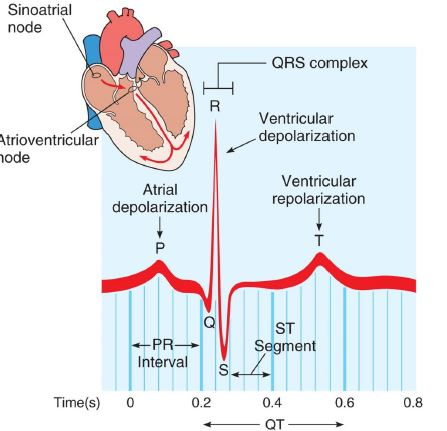 Sinoatrial
node
QRS complex
R
Atrioventricular
node
Ventricular
depolarization
Atrial
depolarization
Ventricular
repolarization
P
T
Q
PR
Interval
ST
Segment
S
Time(s) 0 0.2 0.4 0.6 0.8
QT